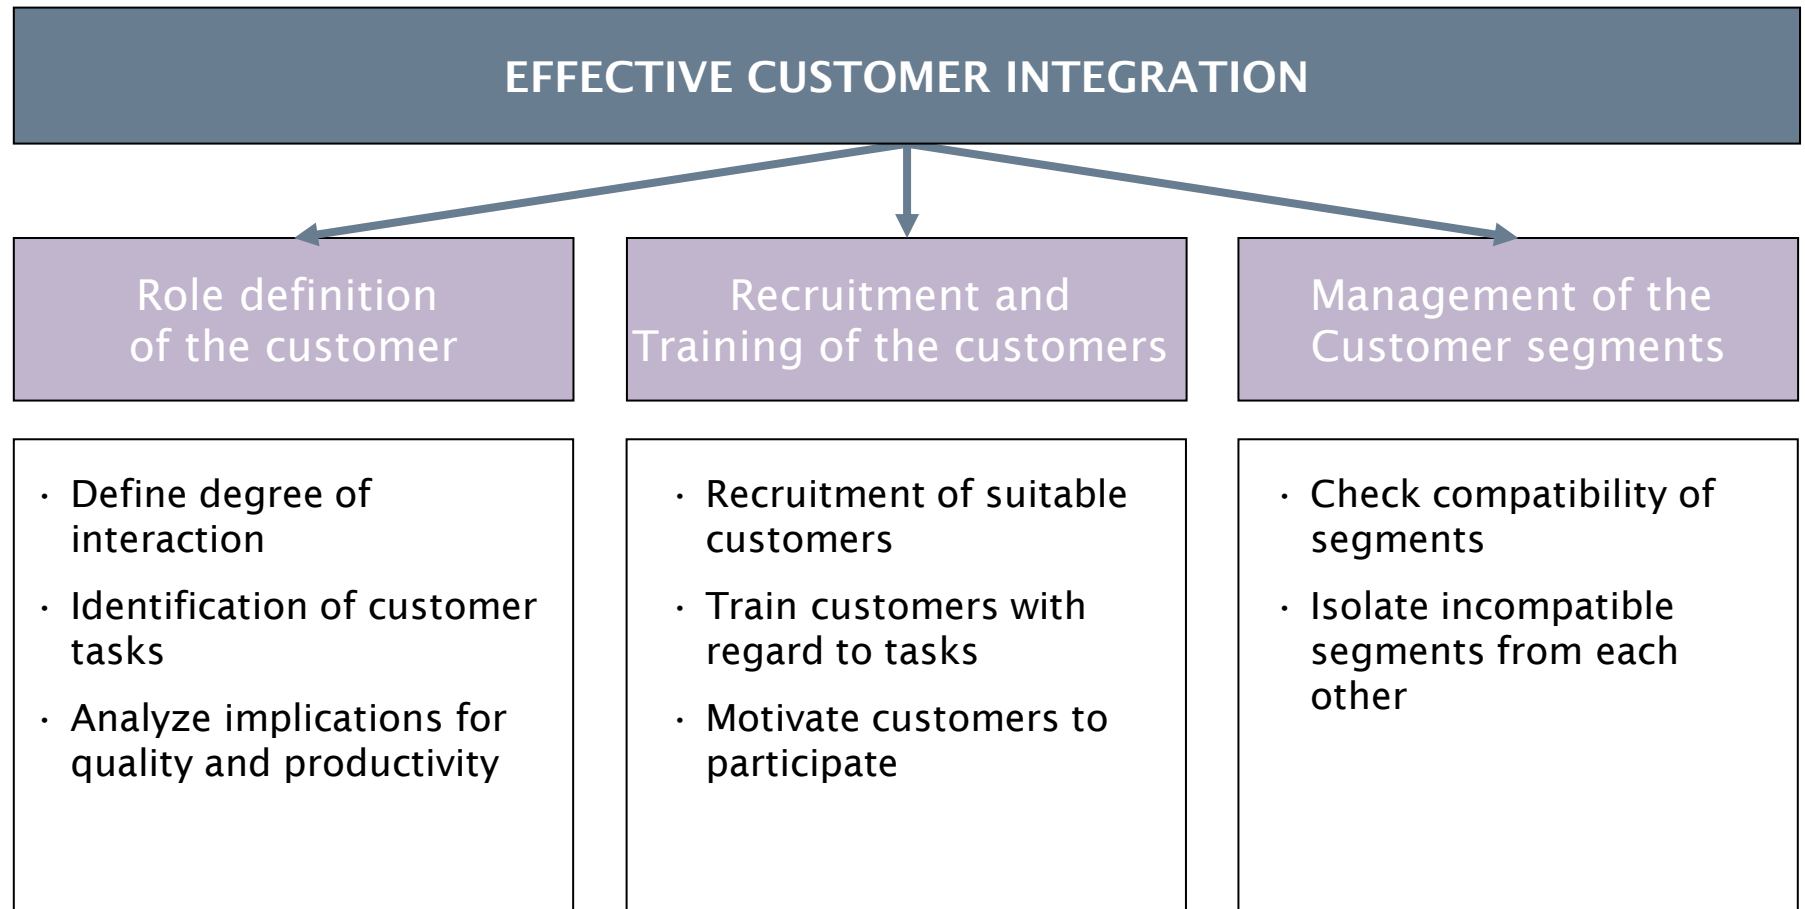 EFFECTIVE CUSTOMER INTEGRATION
Role definition
of the customer
Recruitment and
Training of the customers
Management of the
Customer segments
· Define degree of
interaction
· Identification of customer
tasks
· Analyze implications for
quality and productivity
· Recruitment of suitable
customers
· Train customers with
regard to tasks
· Motivate customers to
participate
· Check compatibility of
segments
· Isolate incompatible
segments from each
other